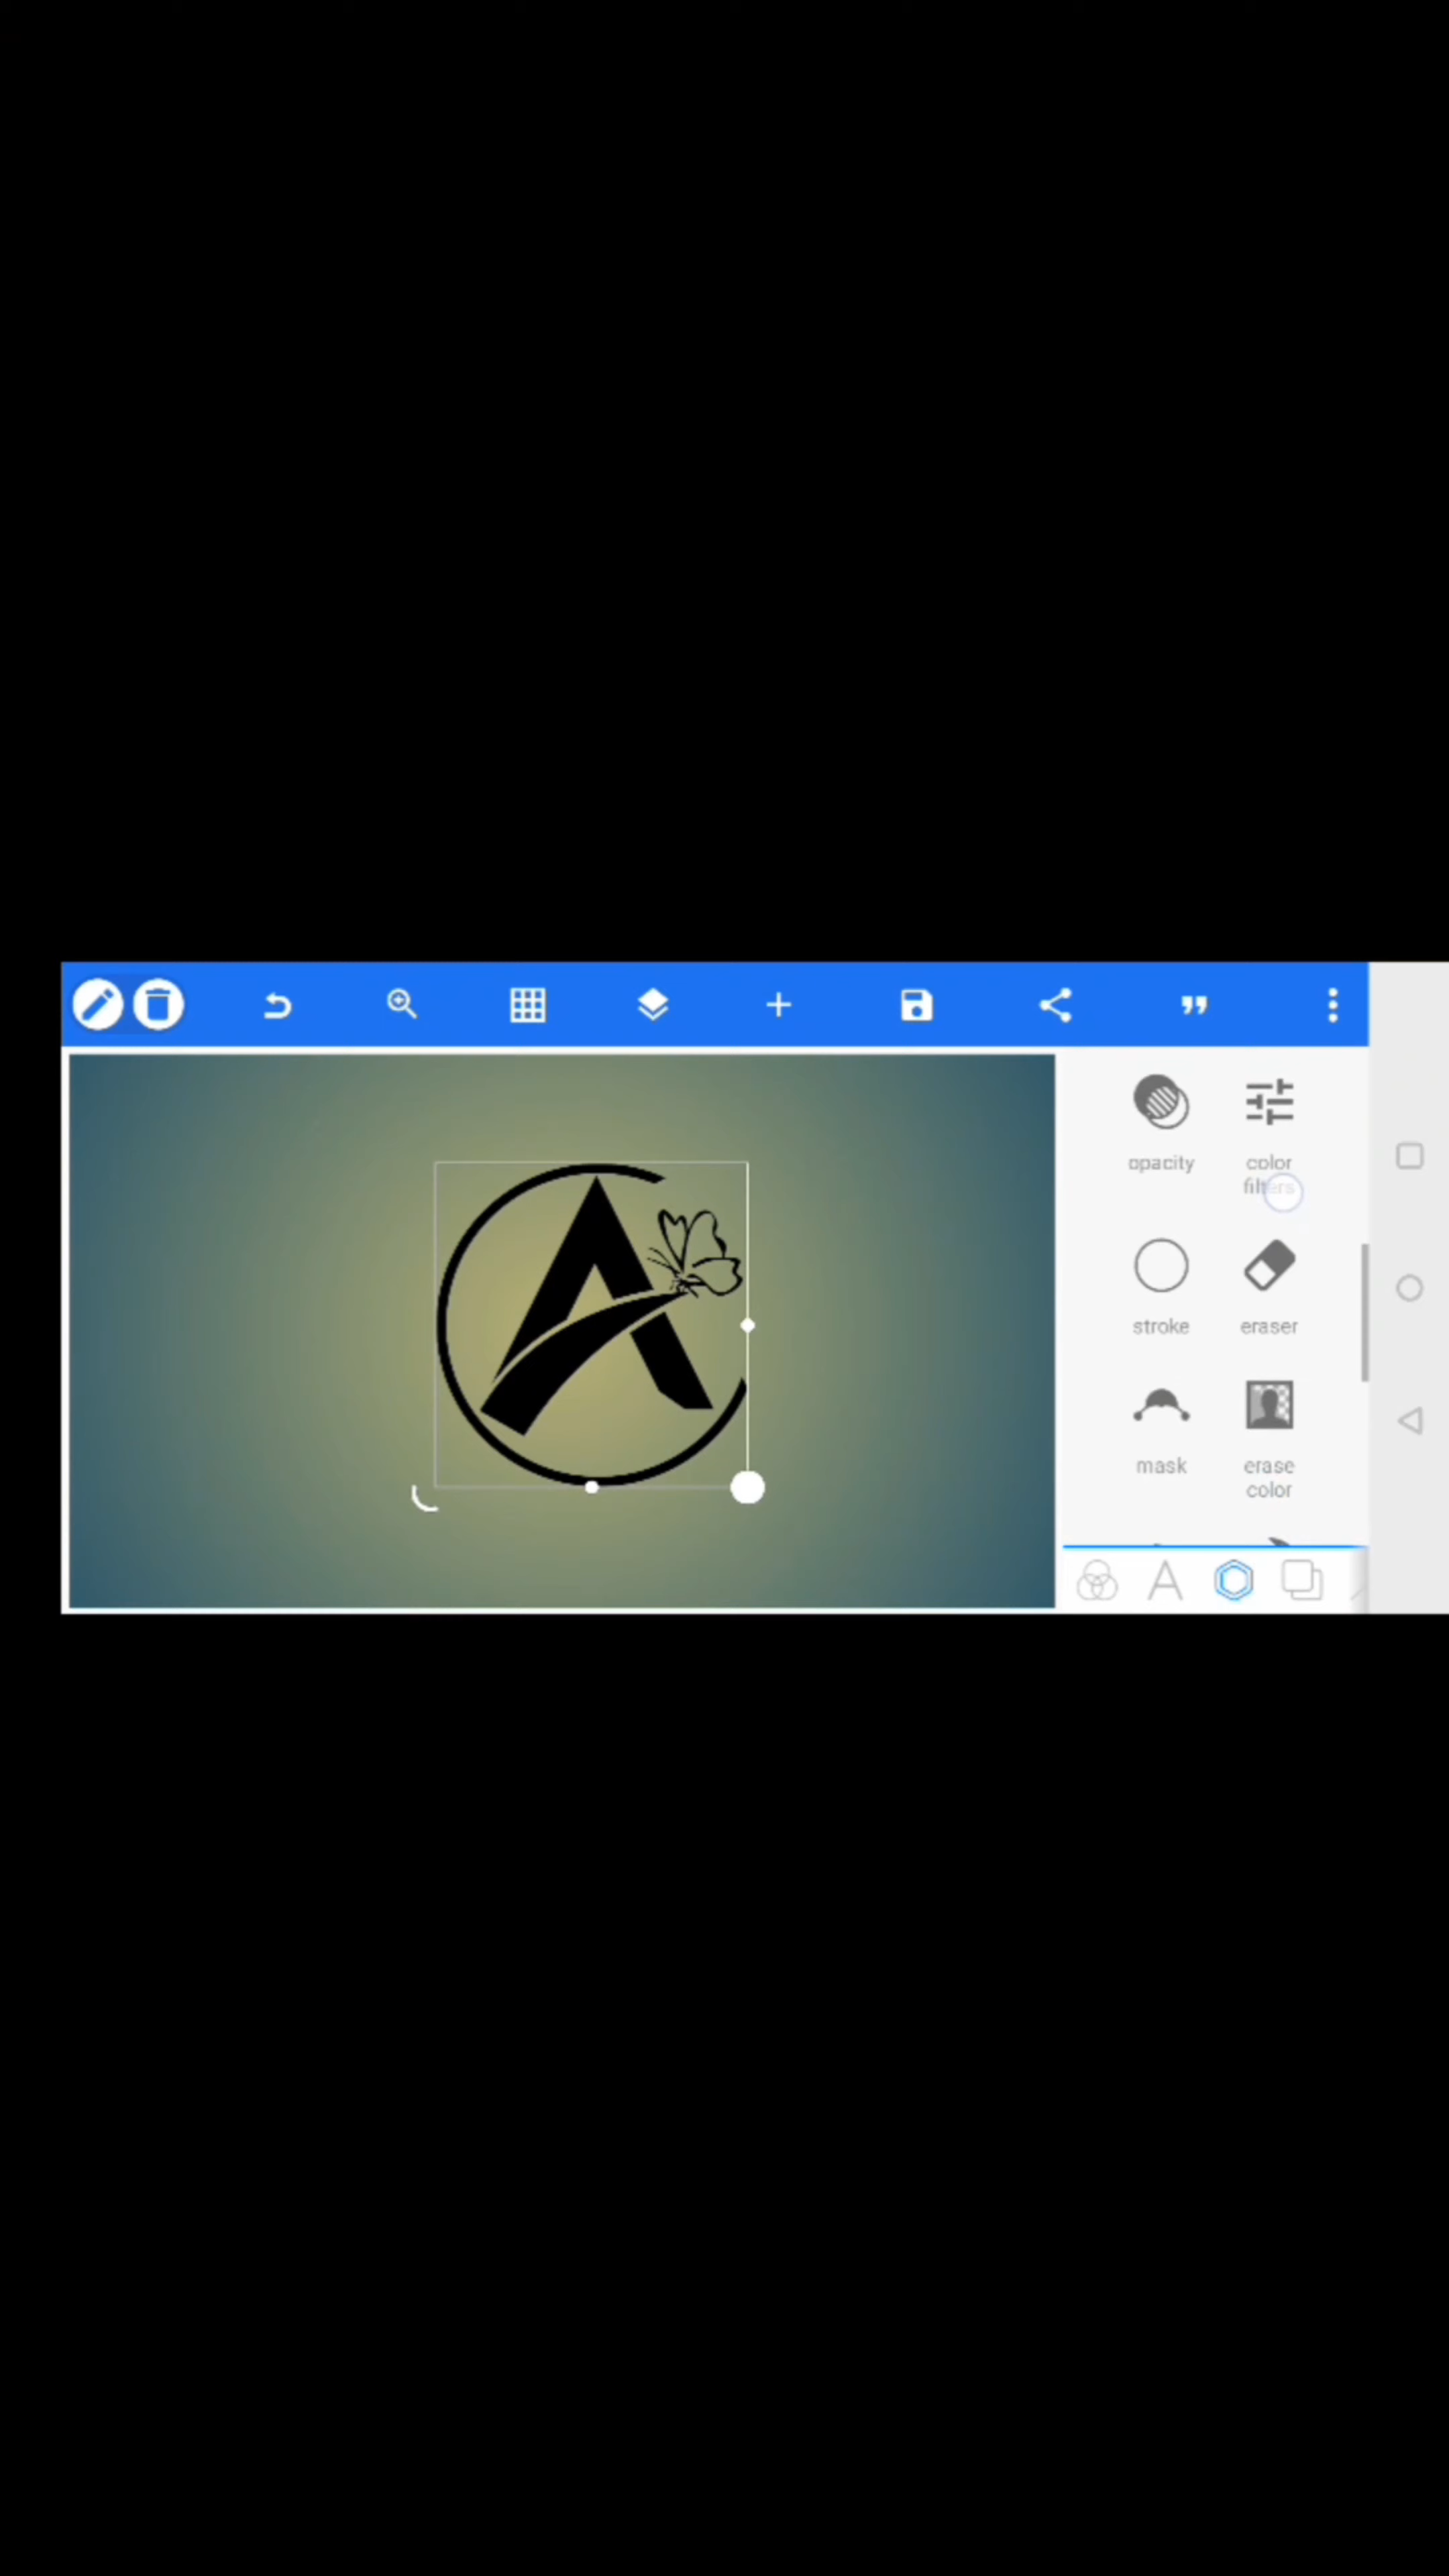 A
opacity
color
filters
stroke
eraser
mask
erase
color